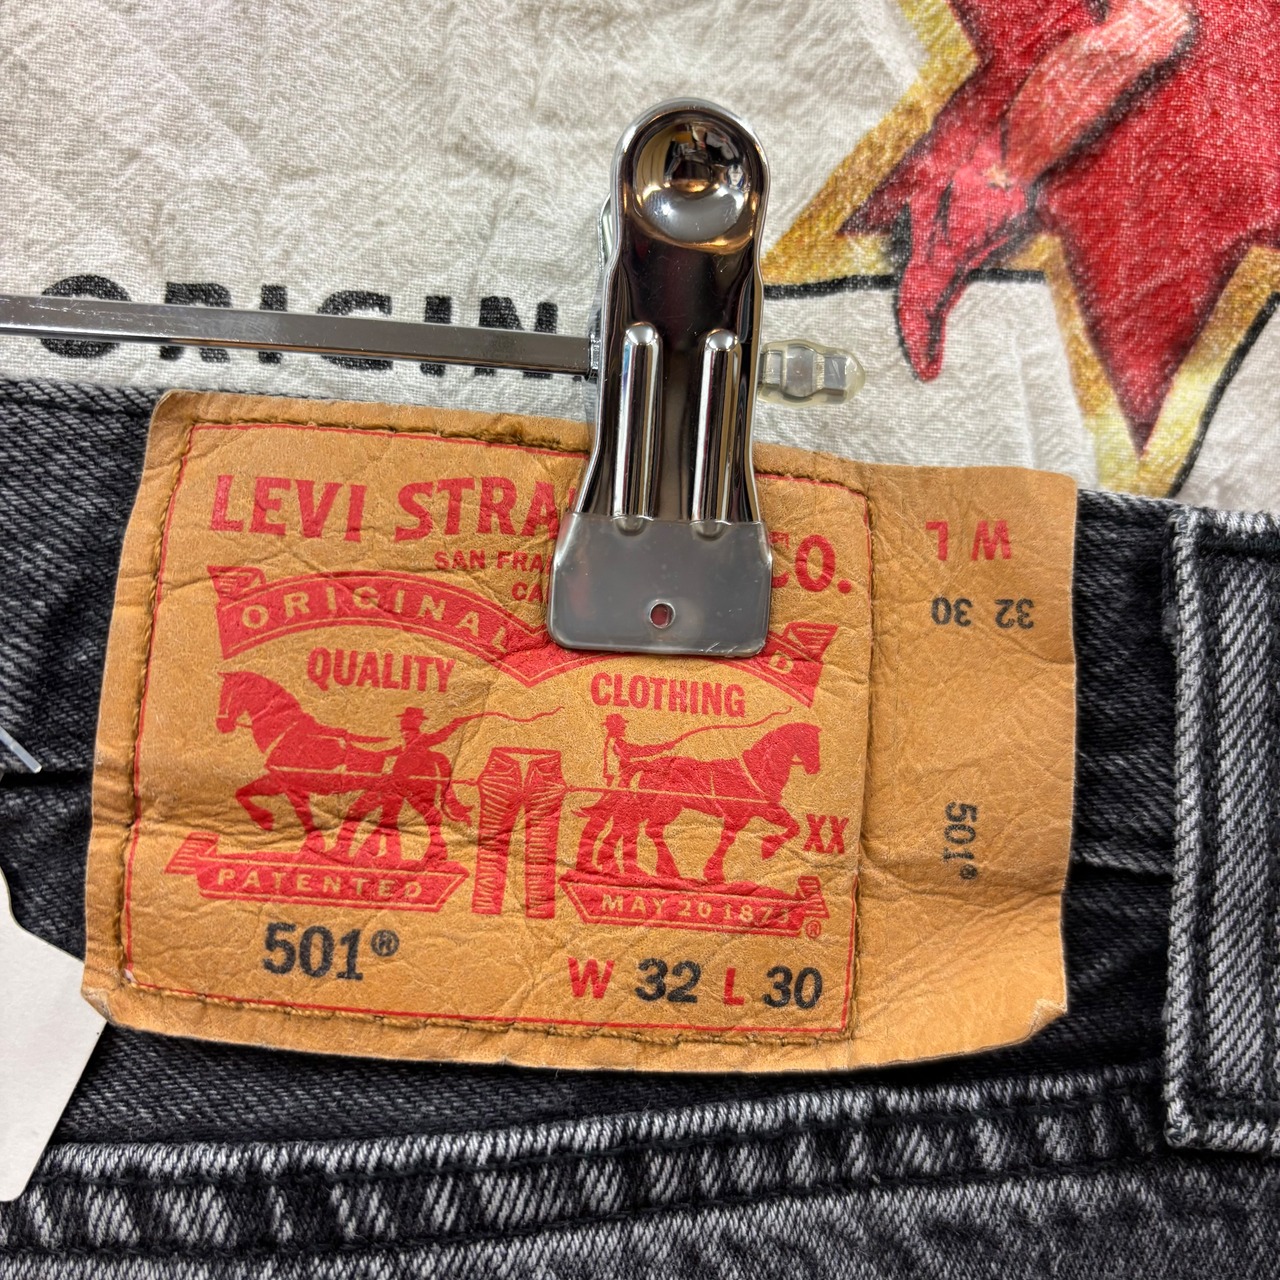 ORIGIN
LEVI STRA CO.
SAN FRA
CA
ORIGINAL D
QUALITY CLOTHING
XX
PATENTED MAY 20 1873 ®
501® W 32 L 30
W L
32 30
501®